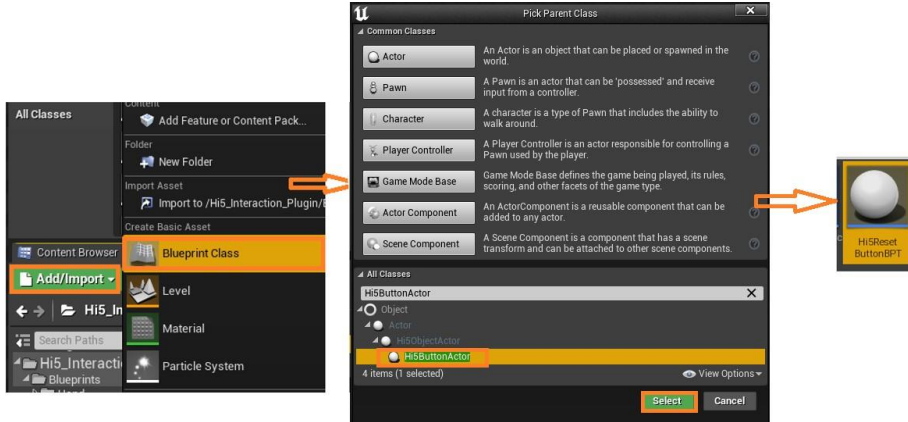 All Classes
Content
Add Feature or Content Pack...
Folder
New Folder
Import Asset
Import to /Hi5_Interaction_Plugin/
Create Basic Asset
Content Browser
Blueprint Class
Add/Import
Level
Hi5_In
Material
Search Paths
Hi5_Interacti
Particle System
Blueprints
Hand
Pick Parent Class
Common Classes
Actor
An Actor is an object that can be placed or spawned in the
world.
Pawn
A Pawn is an actor that can be 'possessed' and receive
input from a controller.
Character
A character is a type of Pawn that includes the ability to
walk around.
Player Controller
A Player Controller is an actor responsible for controlling a
Pawn used by the player.
Game Mode Base
Game Mode Base defines the game being played, its rules,
scoring, and other facets of the game type.
Actor Component
An ActorComponent is a reusable component that can be
added to any actor.
Scene Component
A Scene Component is a component that has a scene
transform and can be attached to other scene components.
All Classes
Hi5ButtonActor
Object
Actor
Hi5ObjectActor
Hi5ButtonActor
4 items (1 selected)
View Options
Select
Cancel
Hi5Reset
ButtonBPT